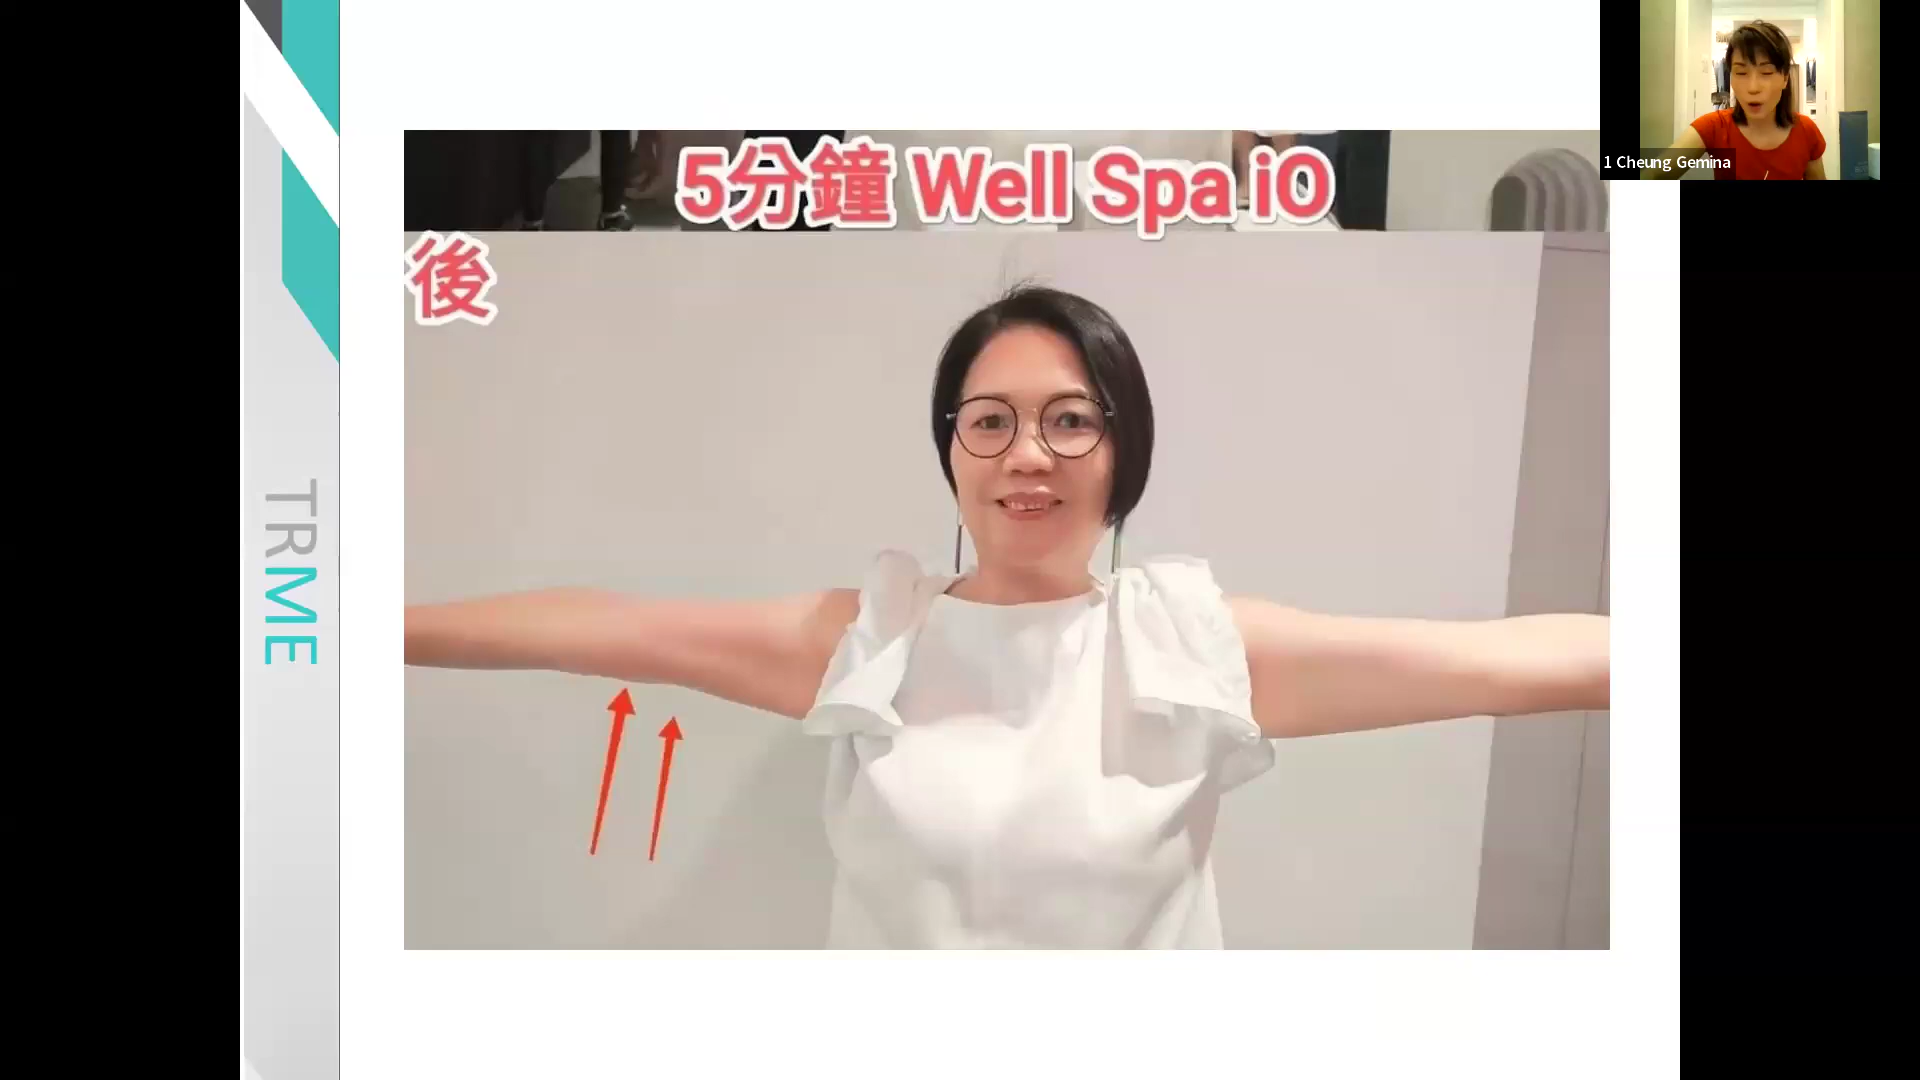 5分鐘 Well Spa iO
後
TRME
1 Cheung Gemina